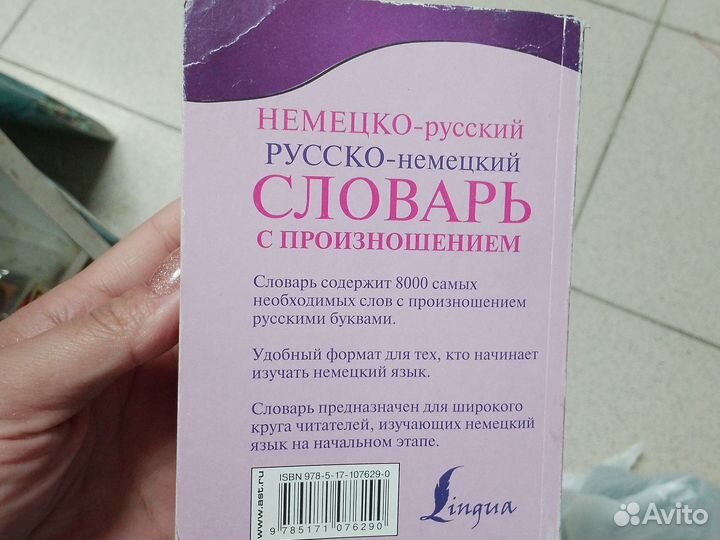 НЕМЕЦКО-русский
РУССКО-немецкий
СЛОВАРЬ
С ПРОИЗНОШЕНИЕМ
Словарь содержит 8000 самых
необходимых слов с произношением
русскими буквами.
Удобный формат для тех, кто начинает
изучать немецкий язык.
Словарь предназначен для широкого
круга читателей, изучающих немецкий
язык на начальном этапе.
www.ast.ru
ISBN 978-5-17-107629-0
9 785171 076290
Lingua
Avito